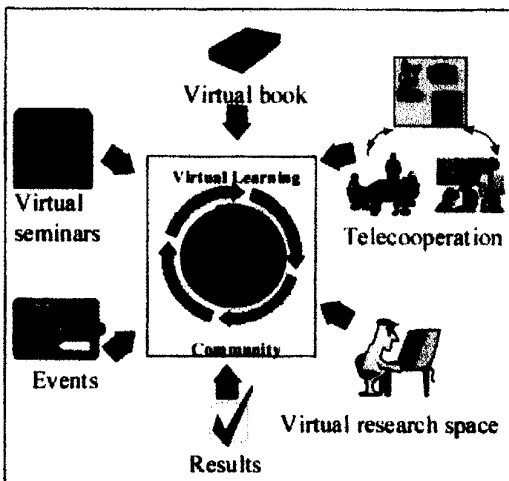 Virtual book
Virtual
seminars
Virtual Learning
Telecooperation
Events
Community
Virtual research space
Results